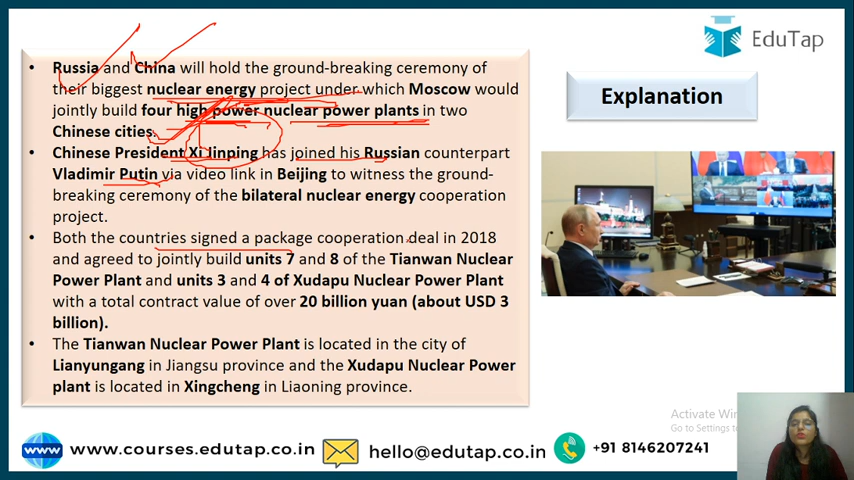 EduTap
Explanation
• Russia and China will hold the ground-breaking ceremony of
their biggest nuclear energy project under which Moscow would
jointly build four high power nuclear power plants in two
Chinese cities.
• Chinese President Xi Jinping has joined his Russian counterpart
Vladimir Putin via video link in Beijing to witness the ground-
breaking ceremony of the bilateral nuclear energy cooperation
project.
• Both the countries signed a package cooperation deal in 2018
and agreed to jointly build units 7 and 8 of the Tianwan Nuclear
Power Plant and units 3 and 4 of Xudapu Nuclear Power Plant
with a total contract value of over 20 billion yuan (about USD 3
billion).
• The Tianwan Nuclear Power Plant is located in the city of
Lianyungang in Jiangsu province and the Xudapu Nuclear Power
plant is located in Xingcheng in Liaoning province.
Activate Win
Go to Settings to
www www.courses.edutap.co.in
hello@edutap.co.in
+91 8146207241